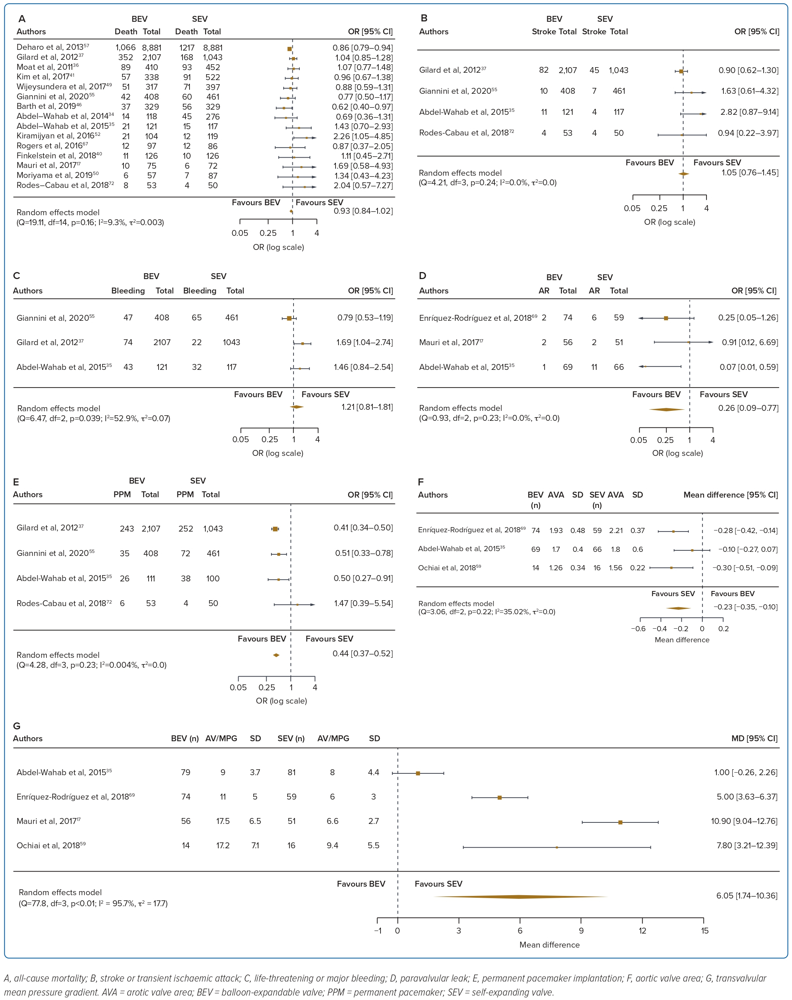 A
BEV SEV
Authors Death Total Death Total OR [95% CI]
Deharo et al, 2013⁵⁷ 1,066 8,881 1217 8,881 0.86 [0.79–0.94]
Gilard et al, 2012³⁷ 352 2,107 168 1,043 1.04 [0.85–1.28]
Moat et al, 2011³⁶ 89 410 93 452 1.07 [0.77–1.48]
Kim et al, 2017⁴¹ 57 338 91 522 0.96 [0.67–1.38]
Wijeysundera et al, 2017⁴⁹ 51 317 71 397 0.88 [0.59–1.31]
Giannini et al, 2020⁵⁵ 42 408 60 461 0.77 [0.50–1.17]
Barth et al, 2019⁴⁶ 37 329 56 329 0.62 [0.40–0.97]
Abdel–Wahab et al, 2014³⁴ 14 118 45 276 0.69 [0.36–1.31]
Abdel–Wahab et al, 2015³⁵ 21 121 15 117 1.43 [0.70–2.93]
Kiramijyan et al, 2016⁵² 21 104 12 119 2.26 [1.05–4.85]
Rogers et al, 2016⁶⁷ 12 97 12 86 0.87 [0.37–2.05]
Finkelstein et al, 2018⁴⁰ 11 126 10 126 1.11 [0.45–2.71]
Mauri et al, 2017¹⁷ 10 75 6 72 1.69 [0.58–4.93]
Moriyama et al, 2019⁵⁰ 6 57 7 87 1.34 [0.43–4.23]
Rodes–Cabau et al, 2018⁷² 8 53 4 50 2.04 [0.57–7.27]
Favours BEV Favours SEV
Random effects model 0.93 [0.84–1.02]
(Q=19.11, df=14, p=0.16; I²=9.3%, τ²=0.003)
0.05 0.25 1 4
OR (log scale)
B
BEV SEV
Authors Stroke Total Stroke Total OR [95% CI]
Gilard et al, 2012³⁷ 82 2,107 45 1,043 0.90 [0.62–1.30]
Giannini et al, 2020⁵⁵ 10 408 7 461 1.63 [0.61–4.32]
Abdel-Wahab et al, 2015³⁵ 11 121 4 117 2.82 [0.87–9.14]
Rodes-Cabau et al, 2018⁷² 4 53 4 50 0.94 [0.22–3.97]
Favours BEV Favours SEV
Random effects model 1.05 [0.76–1.45]
(Q=4.21, df=3, p=0.24; I²=0.0%, τ²=0.0)
0.05 0.25 1 4
OR (log scale)
C
BEV SEV
Authors Bleeding Total Bleeding Total OR [95% CI]
Giannini et al, 2020⁵⁵ 47 408 65 461 0.79 [0.53–1.19]
Gilard et al, 2012³⁷ 74 2107 22 1043 1.69 [1.04–2.74]
Abdel-Wahab et al, 2015³⁵ 43 121 32 117 1.46 [0.84–2.54]
Favours BEV Favours SEV
Random effects model 1.21 [0.81–1.81]
(Q=6.47, df=2, p=0.039; I²=52.9%, τ²=0.07)
0.05 0.25 1 4
OR (log scale)
D
BEV SEV
Authors AR Total AR Total OR [95% CI]
Enríquez-Rodríguez et al, 2018⁶⁹ 2 74 6 59 0.25 [0.05–1.26]
Mauri et al, 2017¹⁷ 2 56 2 51 0.91 [0.12, 6.69]
Abdel-Wahab et al, 2015³⁵ 1 69 11 66 0.07 [0.01, 0.59]
Favours BEV Favours SEV
Random effects model 0.26 [0.09–0.77]
(Q=0.93, df=2, p=0.23; I²=0.0%, τ²=0.0)
0.05 0.25 1 4
OR (log scale)
E
BEV SEV
Authors PPM Total PPM Total OR [95% CI]
Gilard et al, 2012³⁷ 243 2,107 252 1,043 0.41 [0.34–0.50]
Giannini et al, 2020⁵⁵ 35 408 72 461 0.51 [0.33–0.78]
Abdel-Wahab et al, 2015³⁵ 26 111 38 100 0.50 [0.27–0.91]
Rodes-Cabau et al, 2018⁷² 6 53 4 50 1.47 [0.39–5.54]
Favours BEV Favours SEV
Random effects model 0.44 [0.37–0.52]
(Q=4.28, df=3, p=0.23; I²=0.004%, τ²=0.0)
0.05 0.25 1 4
OR (log scale)
F
Authors BEV AVA SD SEV AVA SD Mean difference [95% CI]
(n) (n)
Enríquez-Rodríguez et al, 2018⁶⁹ 74 1.93 0.48 59 2.21 0.37 −0.28 [−0.42, −0.14]
Abdel-Wahab et al, 2015³⁵ 69 1.7 0.4 66 1.8 0.6 −0.10 [−0.27, 0.07]
Ochiai et al, 2018⁵⁹ 14 1.26 0.34 16 1.56 0.22 −0.30 [−0.51, −0.09]
Favours SEV Favours BEV
Random effects model −0.23 [−0.35, −0.10]
(Q=3.06, df=2, p=0.22; I²=35.02%, τ²=0.0)
−0.6 −0.4 −0.2 0 0.2
Mean difference
G
Authors BEV (n) AV/MPG SD SEV (n) AV/MPG SD MD [95% CI]
Abdel-Wahab et al, 2015³⁵ 79 9 3.7 81 8 4.4 1.00 [−0.26, 2.26]
Enríquez-Rodríguez et al, 2018⁶⁹ 74 11 5 59 6 3 5.00 [3.63–6.37]
Mauri et al, 2017¹⁷ 56 17.5 6.5 51 6.6 2.7 10.90 [9.04–12.76]
Ochiai et al, 2018⁵⁹ 14 17.2 7.1 16 9.4 5.5 7.80 [3.21–12.39]
Favours BEV Favours SEV
Random effects model 6.05 [1.74–10.36]
(Q=77.8, df=3, p<0.01; I² = 95.7%, τ² = 17.7)
−1 0 3 6 9 12 15
Mean difference
A, all-cause mortality; B, stroke or transient ischaemic attack; C, life-threatening or major bleeding; D, paravalvular leak; E, permanent pacemaker implantation; F, aortic valve area; G, transvalvular
mean pressure gradient. AVA = arotic valve area; BEV = balloon-expandable valve; PPM = permanent pacemaker; SEV = self-expanding valve.